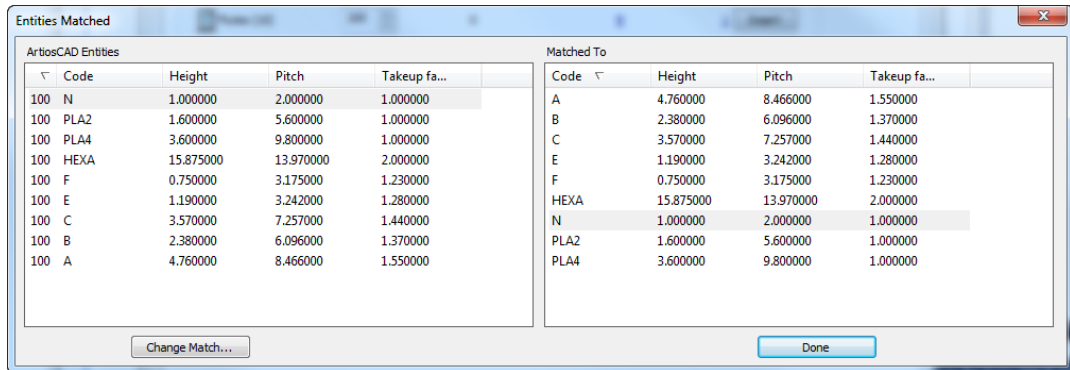 Entities Matched
ArtiosCAD Entities
Matched To
Code Height Pitch Takeup fa...
Code Height Pitch Takeup fa...
100 N 1.000000 2.000000 1.000000
A 4.760000 8.466000 1.550000
100 PLA2 1.600000 5.600000 1.000000
B 2.380000 6.096000 1.370000
100 PLA4 3.600000 9.800000 1.000000
C 3.570000 7.257000 1.440000
100 HEXA 15.875000 13.970000 2.000000
E 1.190000 3.242000 1.280000
100 F 0.750000 3.175000 1.230000
F 0.750000 3.175000 1.230000
100 E 1.190000 3.242000 1.280000
HEXA 15.875000 13.970000 2.000000
100 C 3.570000 7.257000 1.440000
N 1.000000 2.000000 1.000000
100 B 2.380000 6.096000 1.370000
PLA2 1.600000 5.600000 1.000000
100 A 4.760000 8.466000 1.550000
PLA4 3.600000 9.800000 1.000000
Change Match...
Done